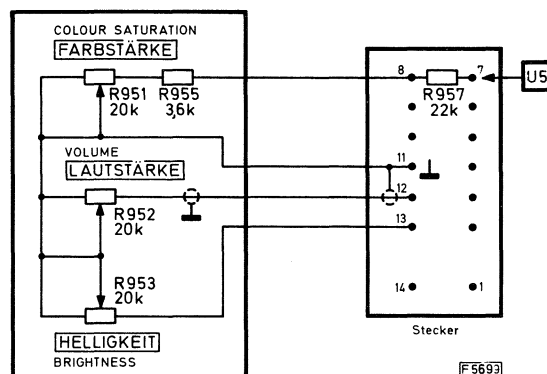 COLOUR SATURATION
FARBSTÄRKE
R951
20k
R955
3,6k
VOLUME
LAUTSTÄRKE
R952
20k
R953
20k
HELLIGKEIT
BRIGHTNESS
8
7
R957
22k
U5
11
12
13
14
1
Stecker
F5699